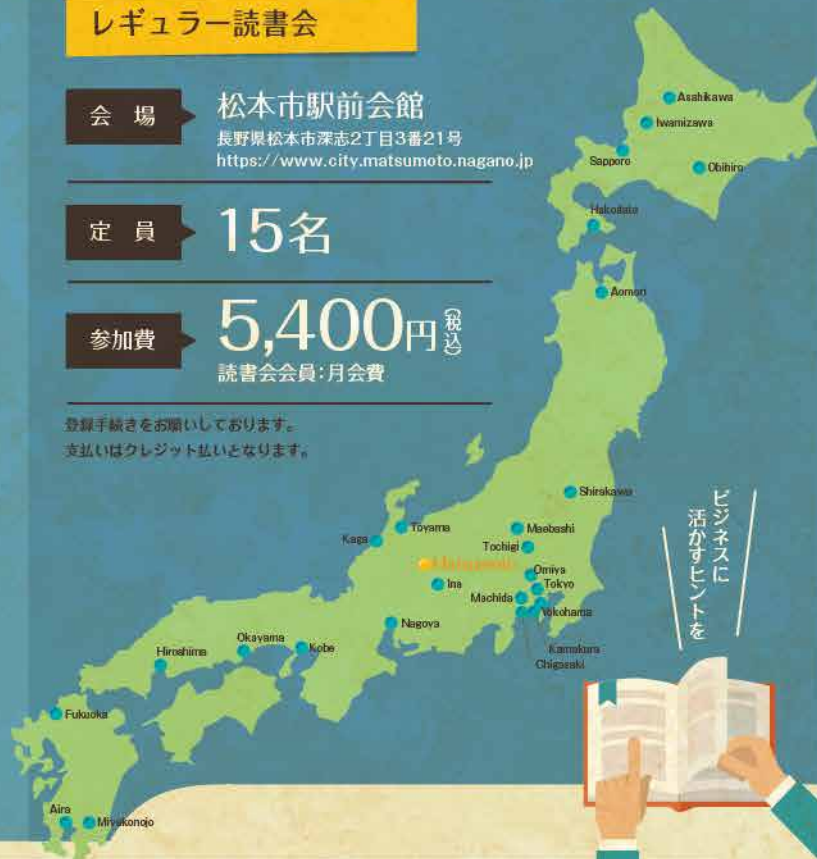 レギュラー読書会
会 場
松本市駅前会館
長野県松本市深志2丁目3番21号
https://www.city.matsumoto.nagano.jp
定 員
15名
参加費
5,400円(税込)
読書会会員:月会費
登録手続きをお願いしております。
支払いはクレジット払いとなります。
Asahikawa
Iwamizawa
Sapporo
Obihiro
Hakodate
Aomori
Shirakawa
Toyama
Maebashi
Kaga
Tochigi
Matsumoto
Omiya
Ina
Tokyo
Machida
Yokohama
Nagoya
Kamakura
Chigasaki
Okayama
Kobe
Hiroshima
Fukuoka
Aira
Miyakonojo
ビジネスに
活かすヒントを